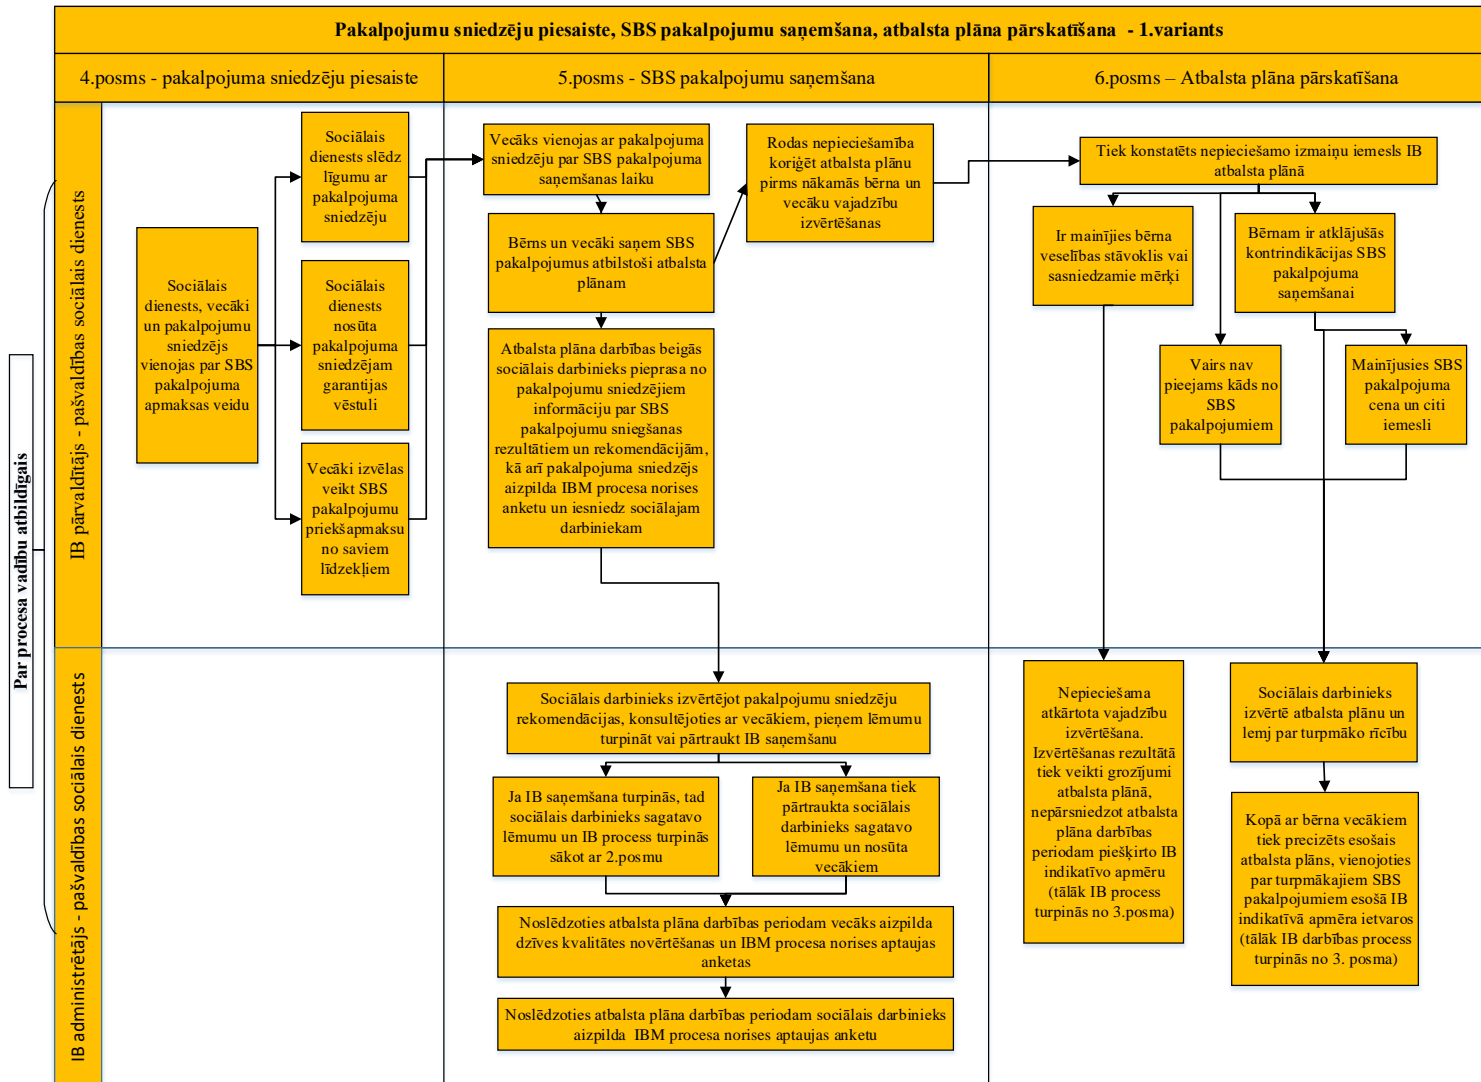 Pakalpojumu sniedzēju piesaiste, SBS pakalpojumu saņemšana, atbalsta plāna pārskatīšana - 1.variants
4.posms - pakalpojuma sniedzēju piesaiste
5.posms - SBS pakalpojumu saņemšana
6.posms – Atbalsta plāna pārskatīšana
Par procesa vadību atbildīgais
IB pārvaldītājs - pašvaldības sociālais dienests
Sociālais
dienests, vecāki
un pakalpojumu
sniedzējs
vienojas par SBS
pakalpojuma
apmaksas veidu
Sociālais
dienests slēdz
līgumu ar
pakalpojuma
sniedzēju
Sociālais
dienests
nosūta
pakalpojuma
sniedzējam
garantijas
vēstuli
Vecāki izvēlas
veikt SBS
pakalpojumu
priekšapmaksu
no saviem
līdzekļiem
Vecāks vienojas ar pakalpojuma
sniedzēju par SBS pakalpojuma
saņemšanas laiku
Bērns un vecāki saņem SBS
pakalpojumus atbilstoši atbalsta
plānam
Atbalsta plāna darbības beigās
sociālais darbinieks pieprasa no
pakalpojumu sniedzējiem
informāciju par SBS
pakalpojumu sniegšanas
rezultātiem un rekomendācijām,
kā arī pakalpojuma sniedzējs
aizpilda IBM procesa norises
anketu un iesniedz sociālajam
darbiniekam
Rodas nepieciešamība
koriģēt atbalsta plānu
pirms nākamās bērna un
vecāku vajadzību
izvērtēšanas
Tiek konstatēts nepieciešamo izmaiņu iemesls IB
atbalsta plānā
Ir mainījies bērna
veselības stāvoklis vai
sasniedzamie mērķi
Bērnam ir atklājušās
kontrindikācijas SBS
pakalpojuma
saņemšanai
Vairs nav
pieejams kāds no
SBS
pakalpojumiem
Mainījusies SBS
pakalpojuma
cena un citi
iemesli
IB administrētājs - pašvaldības sociālais dienests
Sociālais darbinieks izvērtējot pakalpojumu sniedzēju
rekomendācijas, konsultējoties ar vecākiem, pieņem lēmumu
turpināt vai pārtraukt IB saņemšanu
Ja IB saņemšana turpinās, tad
sociālais darbinieks sagatavo
lēmumu un IB process turpinās
sākot ar 2.posmu
Ja IB saņemšana tiek
pārtraukta sociālais
darbinieks sagatavo
lēmumu un nosūta
vecākiem
Noslēdzoties atbalsta plāna darbības periodam vecāks aizpilda
dzīves kvalitātes novērtēšanas un IBM procesa norises aptaujas
anketas
Noslēdzoties atbalsta plāna darbības periodam sociālais darbinieks
aizpilda IBM procesa norises aptaujas anketu
Nepieciešama
atkārtota vajadzību
izvērtēšana.
Izvērtēšanas rezultātā
tiek veikti grozījumi
atbalsta plānā,
nepārsniedzot atbalsta
plāna darbības
periodam piešķirto IB
indikatīvo apmēru
(tālāk IB process
turpinās no 3.posma)
Sociālais darbinieks
izvērtē atbalsta plānu un
lemj par turpmāko rīcību
Kopā ar bērna vecākiem
tiek precizēts esošais
atbalsta plāns, vienojoties
par turpmākajiem SBS
pakalpojumiem esošā IB
indikatīvā apmēra ietvaros
(tālāk IB darbības process
turpinās no 3. posma)